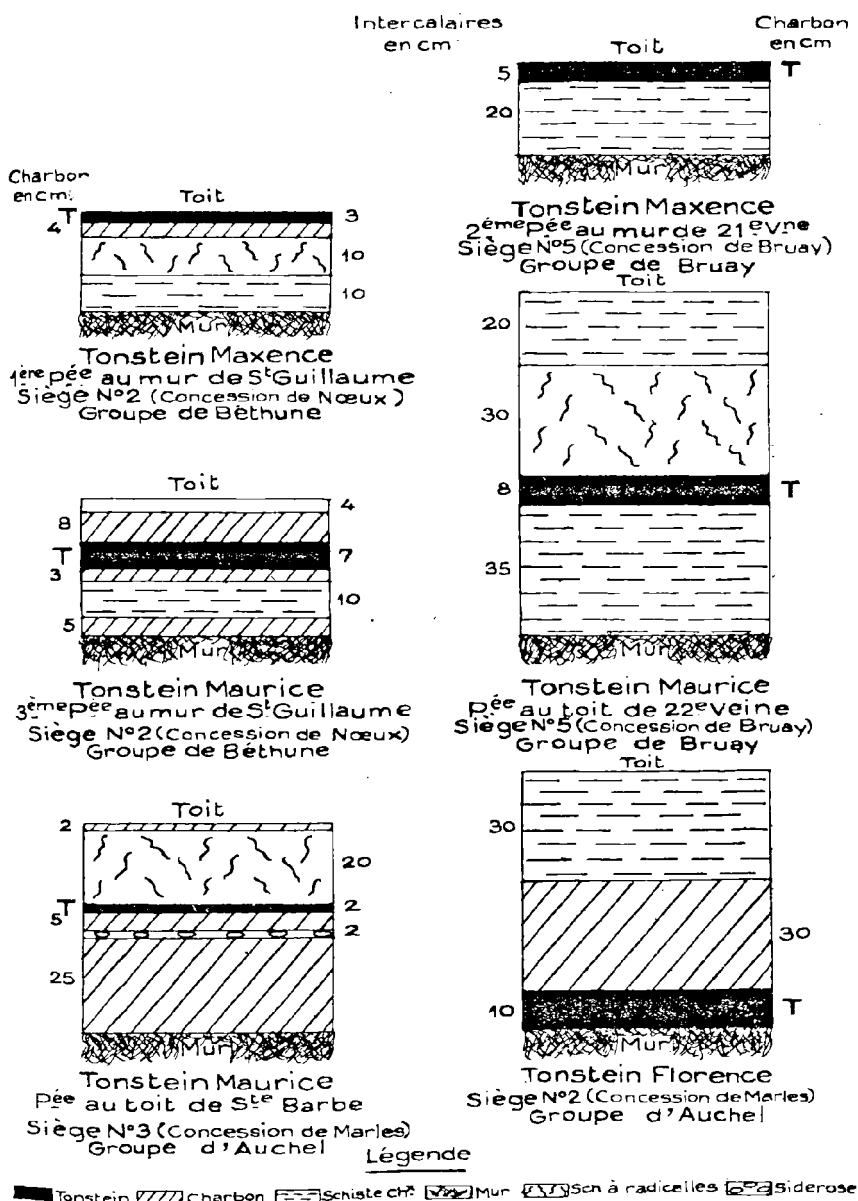 Intercalaires
en cm
Charbon
en cm
Toit
5
T
20
Mur
Tonstein Maxence
2ème Pée au mur de 21e Vne
Siège N°5 (Concession de Bruay)
Groupe de Bruay
Charbon
en cm
Toit
T
3
4
10
10
Mur
Tonstein Maxence
1ère Pée au mur de St Guillaume
Siège N°2 (Concession de Nœux)
Groupe de Béthune
Toit
20
30
8
T
35
Mur
Tonstein Maurice
Pée au toit de 22e Veine
Siège N°5 (Concession de Bruay)
Groupe de Bruay
Toit
4
8
T
7
3
10
5
Mur
Tonstein Maurice
3ème Pée au mur de St Guillaume
Siège N°2 (Concession de Nœux)
Groupe de Béthune
Toit
30
30
10
T
Mur
Tonstein Florence
Siège N°2 (Concession de Marles)
Groupe d'Auchel
Toit
2
20
T
2
5
2
25
Mur
Tonstein Maurice
Pée au toit de Ste Barbe
Siège N°3 (Concession de Marles)
Groupe d'Auchel
Légende
Tonstein Charbon Schiste ch. Mur Sch à radicelles Siderose